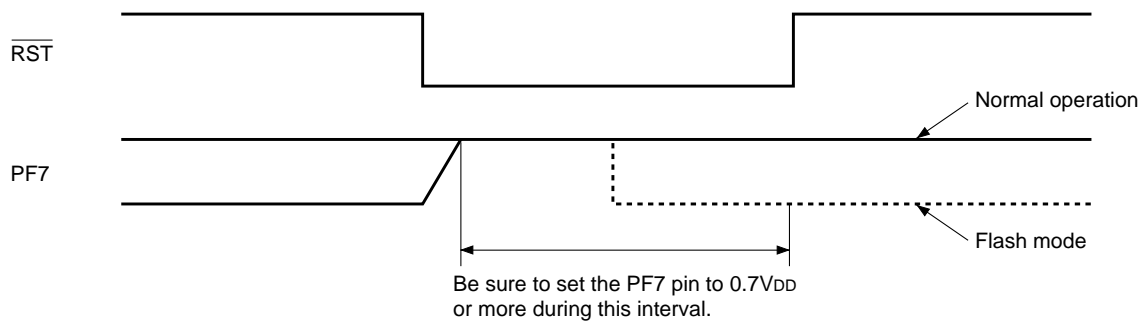 RST
Normal operation
PF7
Flash mode
Be sure to set the PF7 pin to 0.7VDD
or more during this interval.